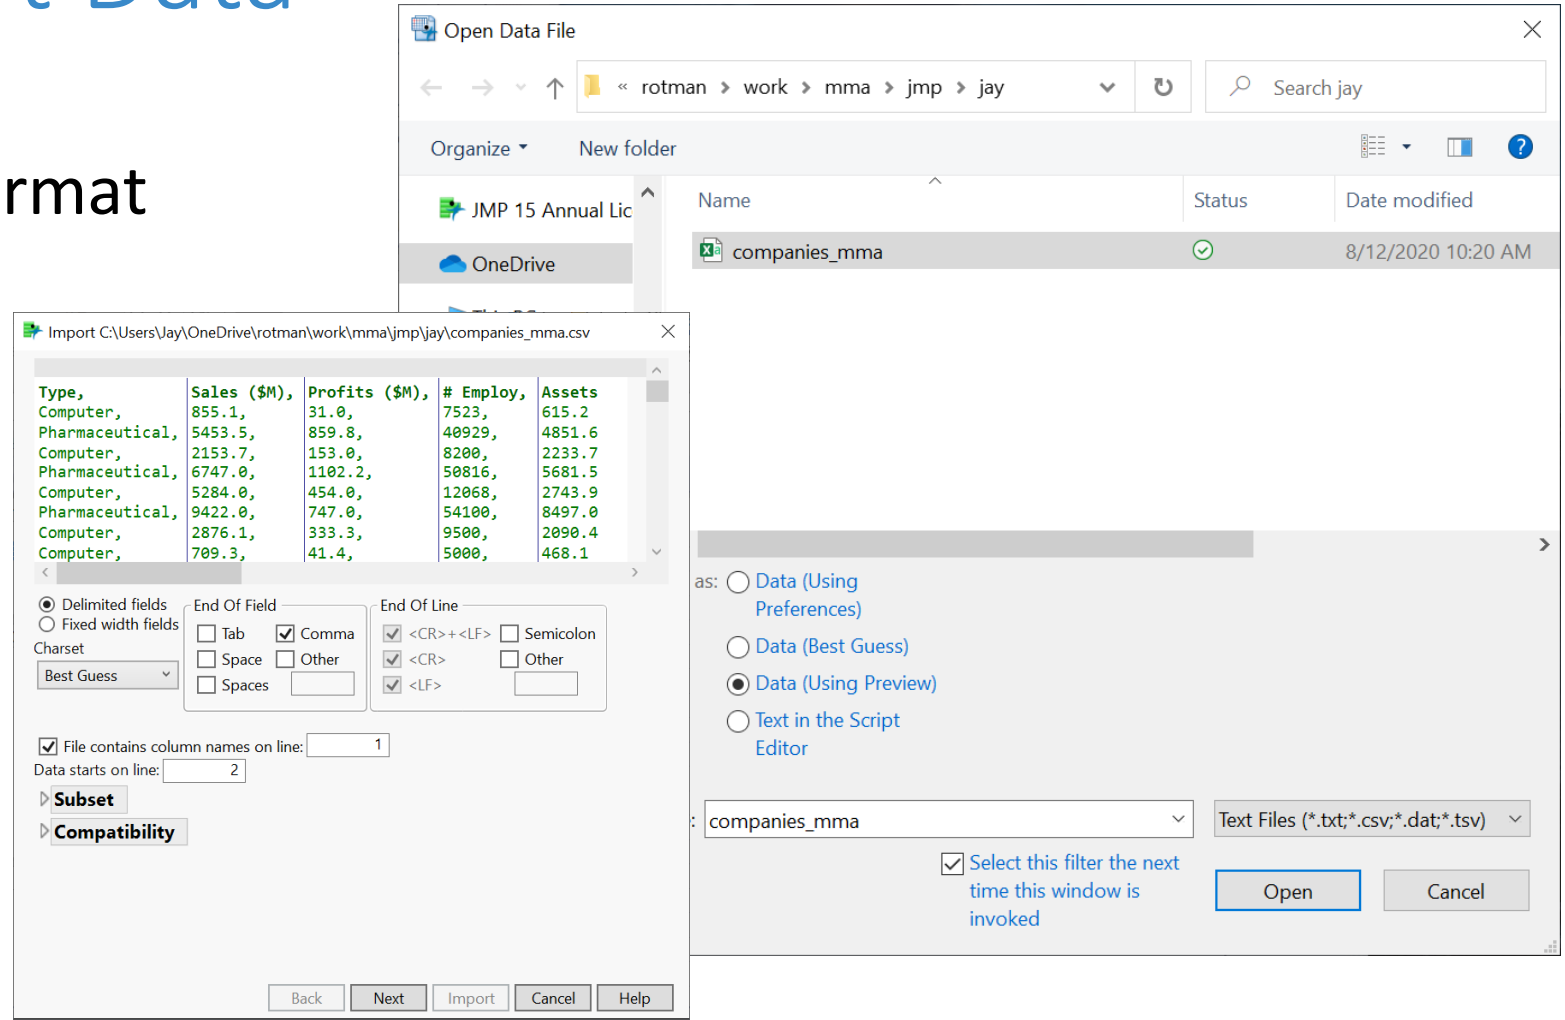 t Data
rmat
Open Data File
« rotman > work > mma > jmp > jay
Search jay
Organize
New folder
?
JMP 15 Annual Lic
OneDrive
Name
Status
Date modified
companies_mma
8/12/2020 10:20 AM
as:
Data (Using
Preferences)
Data (Best Guess)
Data (Using Preview)
Text in the Script
Editor
companies_mma
Text Files (*.txt;*.csv;*.dat;*.tsv)
Select this filter the next
time this window is
invoked
Open
Cancel
Import C:\Users\Jay\OneDrive\rotman\work\mma\jmp\jay\companies_mma.csv
Type, Sales ($M), Profits ($M), # Employ, Assets
Computer, 855.1, 31.0, 7523, 615.2
Pharmaceutical, 5453.5, 859.8, 40929, 4851.6
Computer, 2153.7, 153.0, 8200, 2233.7
Pharmaceutical, 6747.0, 1102.2, 50816, 5681.5
Computer, 5284.0, 454.0, 12068, 2743.9
Pharmaceutical, 9422.0, 747.0, 54100, 8497.0
Computer, 2876.1, 333.3, 9500, 2090.4
Computer, 709.3, 41.4, 5000, 468.1
Delimited fields
Fixed width fields
Charset
Best Guess
End Of Field
Tab
Comma
Space
Other
Spaces
End Of Line
<CR>+<LF>
Semicolon
<CR>
Other
<LF>
File contains column names on line: 1
Data starts on line: 2
Subset
Compatibility
Back
Next
Import
Cancel
Help